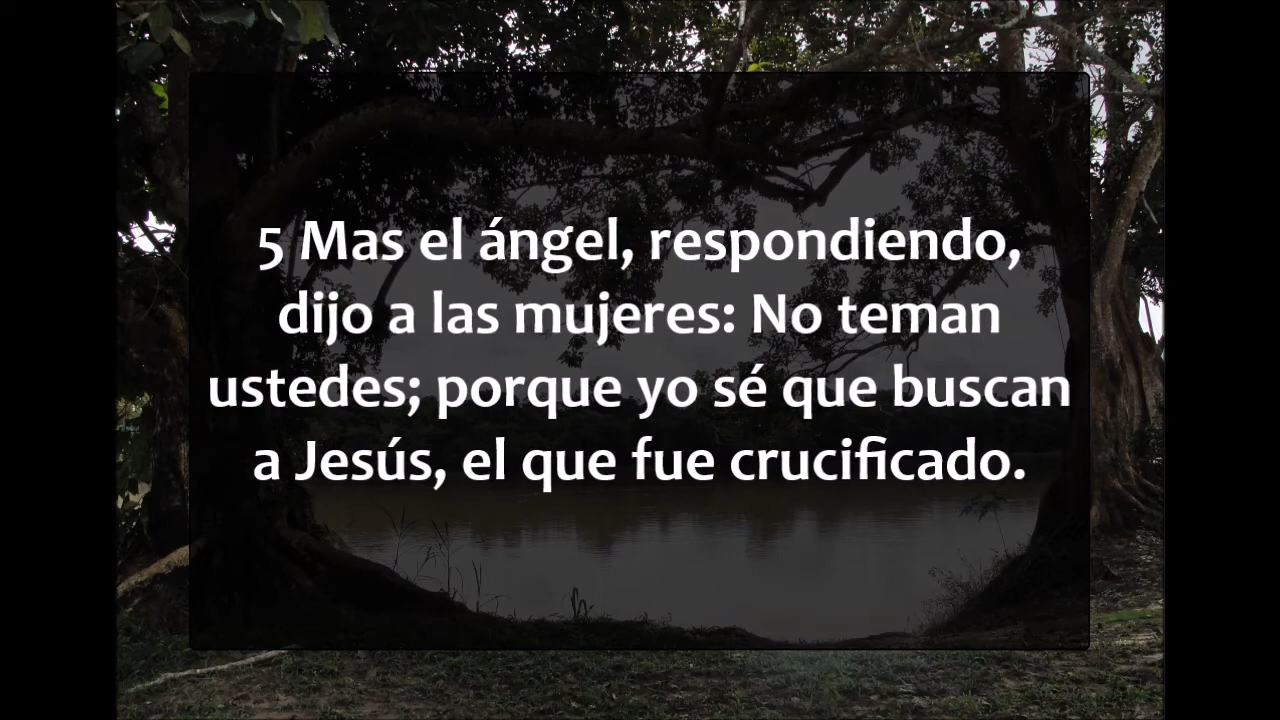 5 Mas el ángel, respondiendo,
dijo a las mujeres: No teman
ustedes; porque yo sé que buscan
a Jesús, el que fue crucificado.